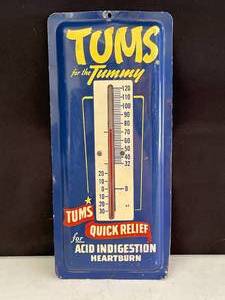 TUMS
for the Tummy
120
110
100
90
80
70
60
50
40
32
20
10
0
10
20
30
TUMS
QUICK RELIEF
for
ACID INDIGESTION
HEARTBURN